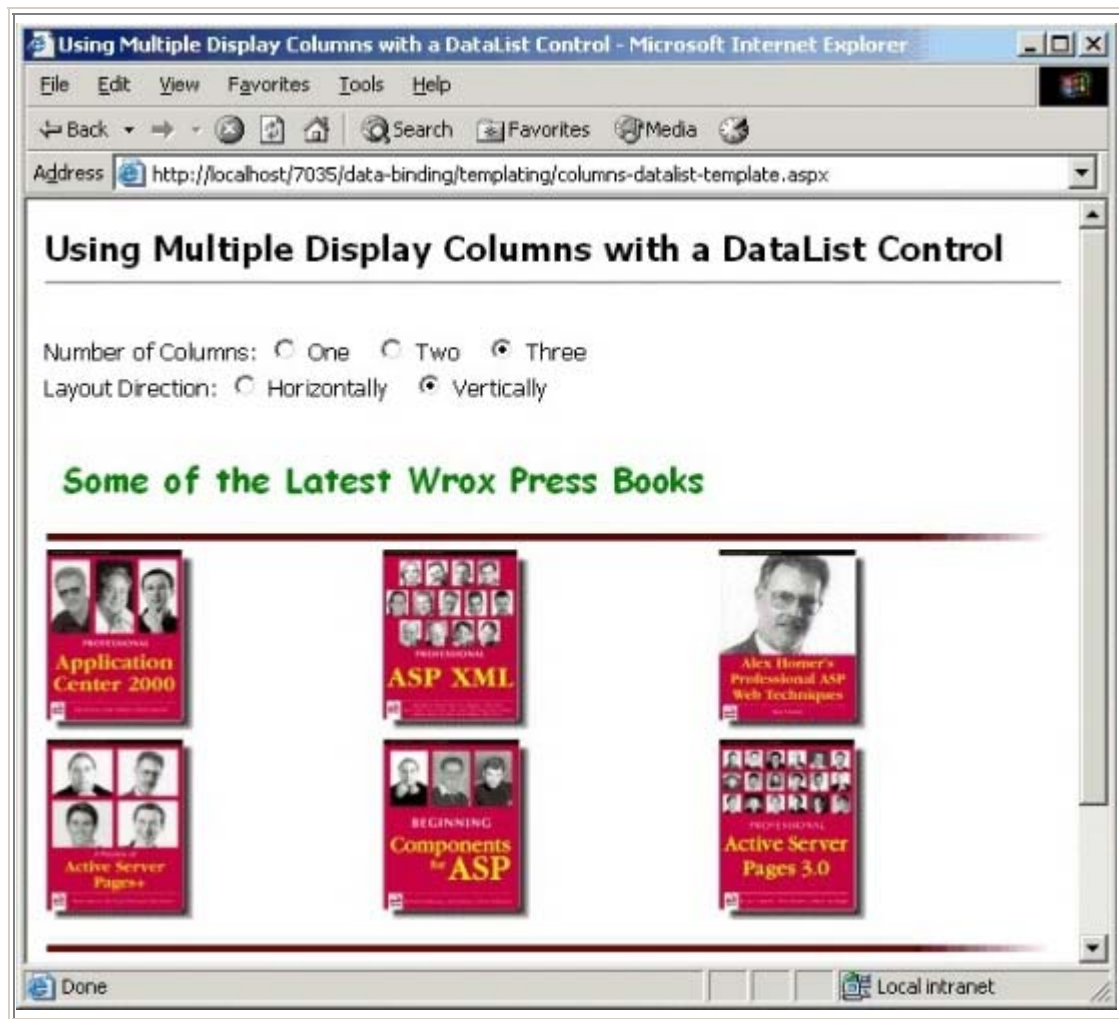 Using Multiple Display Columns with a DataList Control - Microsoft Internet Explorer
File Edit View Favorites Tools Help
Back Search Favorites Media
Address http://localhost/7035/data-binding/templating/columns-datalist-template.aspx
Using Multiple Display Columns with a DataList Control
Number of Columns: One Two Three
Layout Direction: Horizontally Vertically
Some of the Latest Wrox Press Books
PROFESSIONAL
Application
Center 2000
PROFESSIONAL
ASP XML
Alex Homer's
Professional ASP
Web Techniques
Active Server
Pages+
BEGINNING
Components
for ASP
PROFESSIONAL
Active Server
Pages 3.0
Done Local intranet